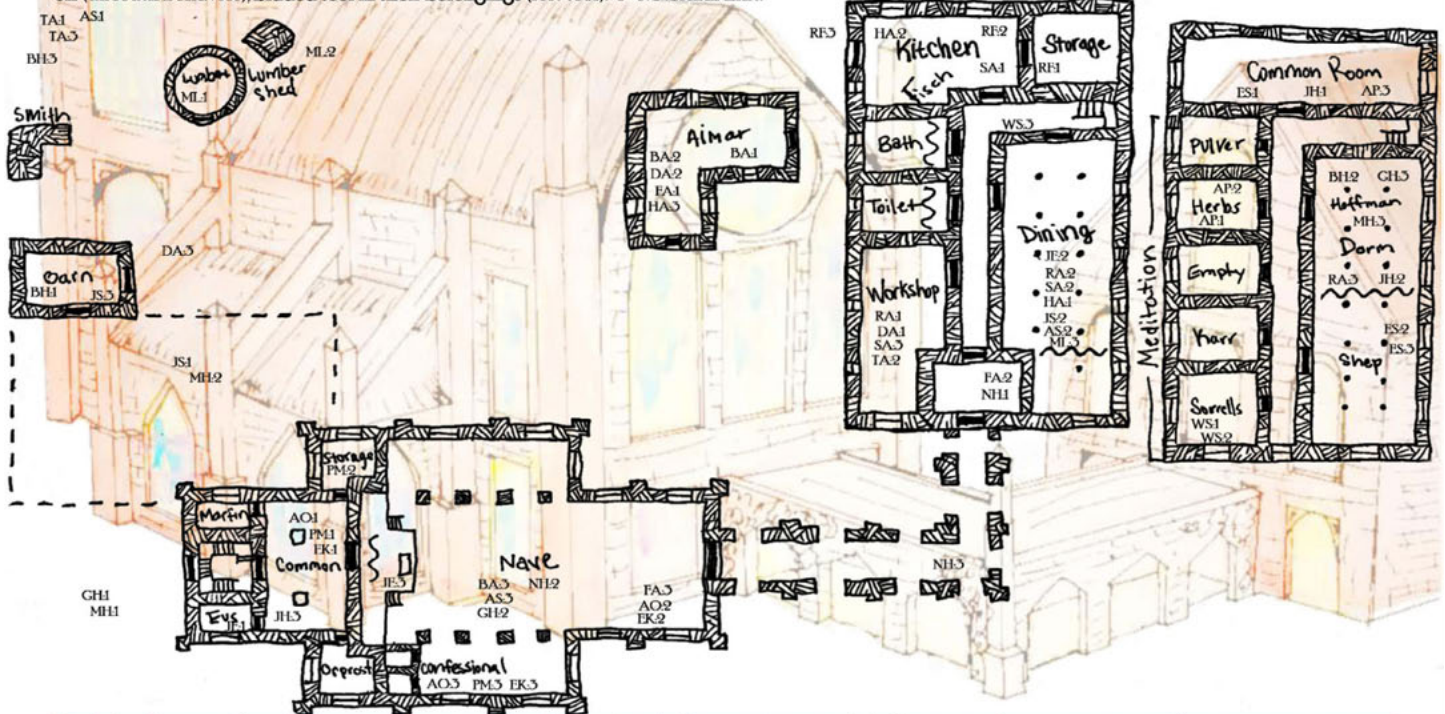 TA:1 AS:1
TA:3
BH:3
Smith
Lumber
ML:1
Lumber
Shed
ML:2
Barn
BH:1 JS:3
DA:3
JS:1
MH:2
GH:1
MH:1
Aimar
BA:1
BA:2
DA:2
FA:1
HA:3
RF:3
HA:2
Kitchen
RF:2
SA:1
Fisch
Storage
RF:1
Bath
WS:3
Toilet
Workshop
RA:1
DA:1
SA:3
TA:2
Dining
JE:2
RA:2
SA:2
HA:1
JS:2
AS:2
ML:3
FA:2
NH:1
Common Room
ES:1 JH:1 AP:3
Meditation
Pulver
AP:2
Herbs
AP:1
Empty
Karr
Sorrells
WS:1
WS:2
BH:2 GH:3
Hoffman
MH:3
Dorm
RA:3 JH:2
ES:2
ES:3
Shep
Storage
PM:2
Martin
AO:1
PM:1
EK:1
Common
JH:3
Evs
JE:3
Nave
BA:3 NH:2
AS:3
GH:2
FA:3
AO:2
EK:2
NH:3
Orprost
Confessional
AO:3 PM:3 EK:3